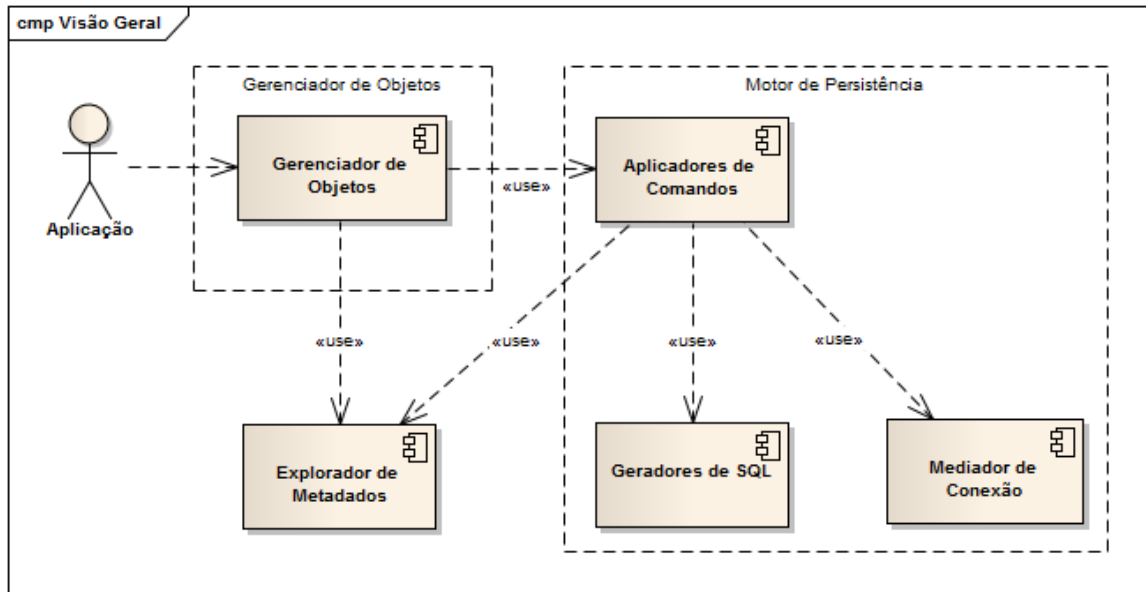 cmp Visão Geral
Gerenciador de Objetos
Motor de Persistência
Gerenciador de
Objetos
Aplicadores de
Comandos
«use»
Aplicação
«use»
«use»
«use»
«use»
Explorador de
Metadados
Geradores de SQL
Mediador de
Conexão